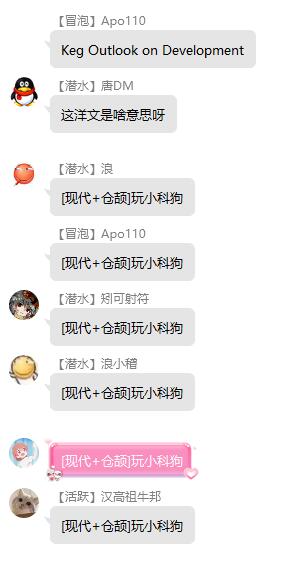 【冒泡】Apo110
Keg Outlook on Development
【潜水】唐DM
这洋文是啥意思呀
【潜水】浪
[现代+仓颉]玩小科狗
【冒泡】Apo110
[现代+仓颉]玩小科狗
【潜水】矧可射符
[现代+仓颉]玩小科狗
【潜水】浪小稽
[现代+仓颉]玩小科狗
[现代+仓颉]玩小科狗
【活跃】汉高祖牛邦
[现代+仓颉]玩小科狗